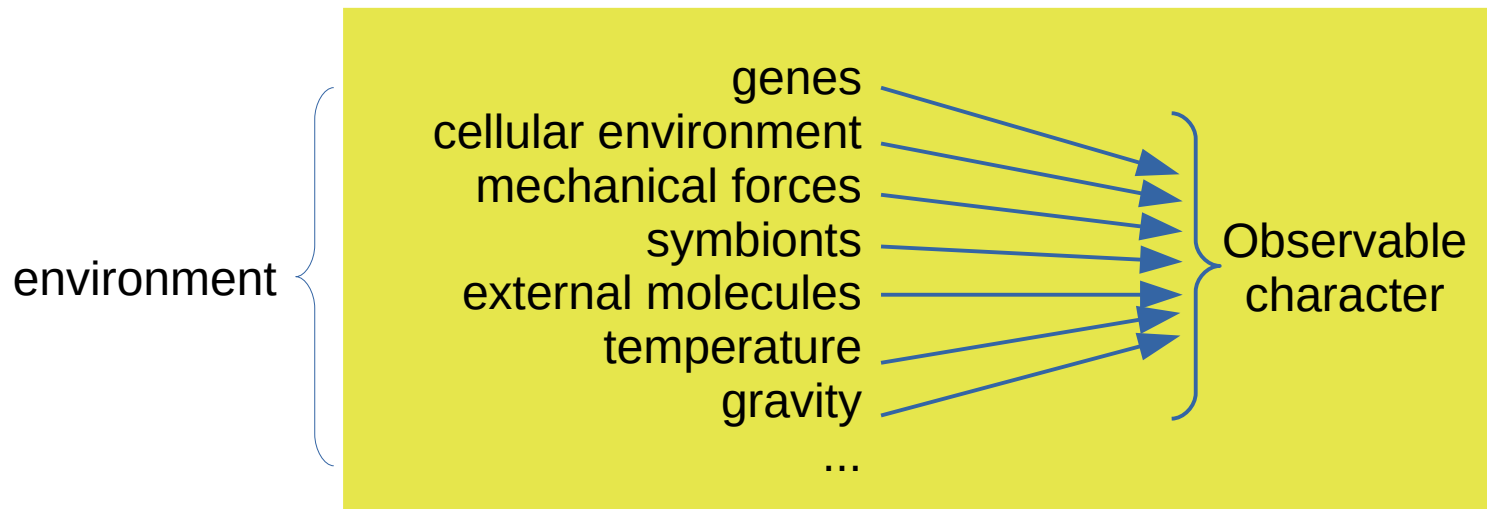 environment
genes
cellular environment
mechanical forces
symbionts
external molecules
temperature
gravity
...
Observable
character